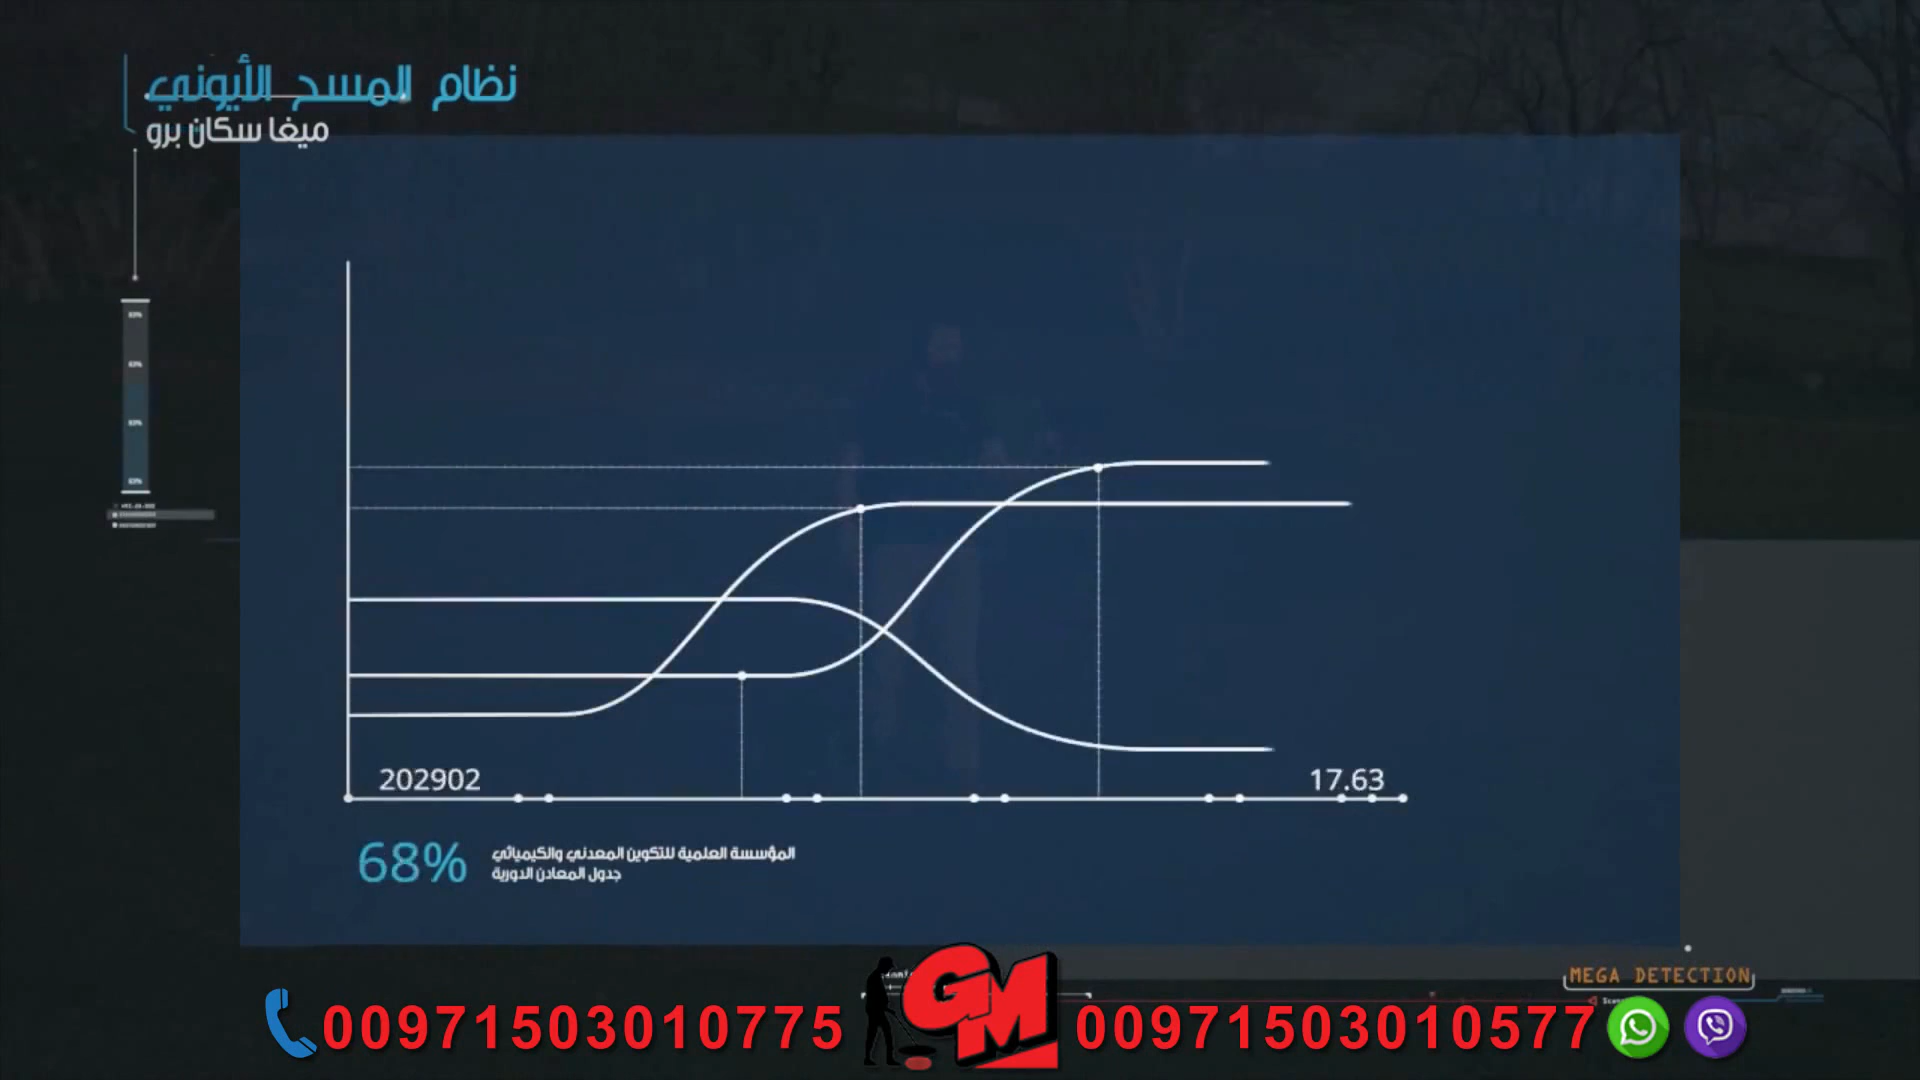 نظام المسح الأيوني
ميغا سكان برو
202902
17.63
68%
المؤسسة العلمية للتكوين المعدني والكيميائي
جدول المعادن الدورية
MEGA DETECTION
00971503010775
GM
00971503010577